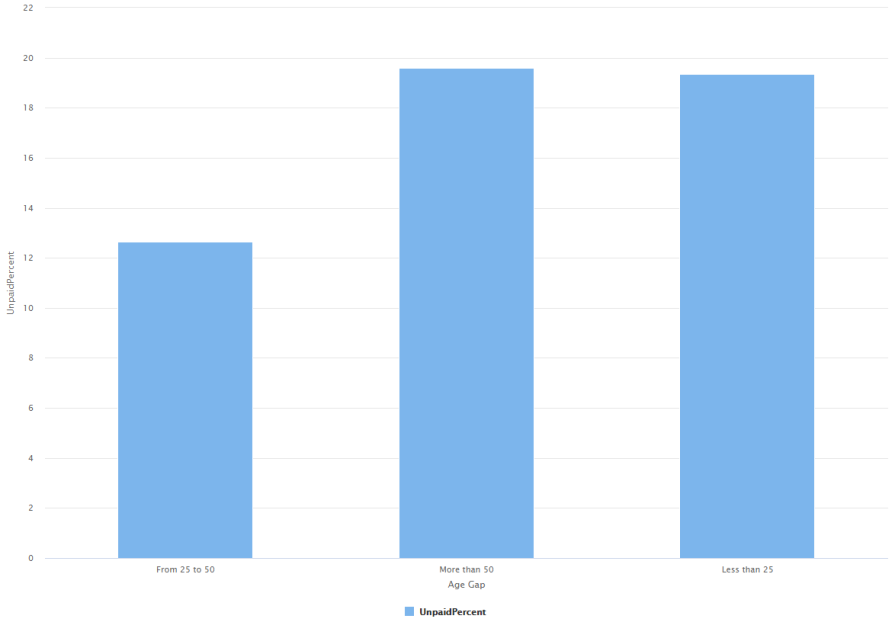 22
20
18
16
14
12
10
8
6
4
2
0
UnpaidPercent
From 25 to 50
More than 50
Less than 25
Age Gap
UnpaidPercent